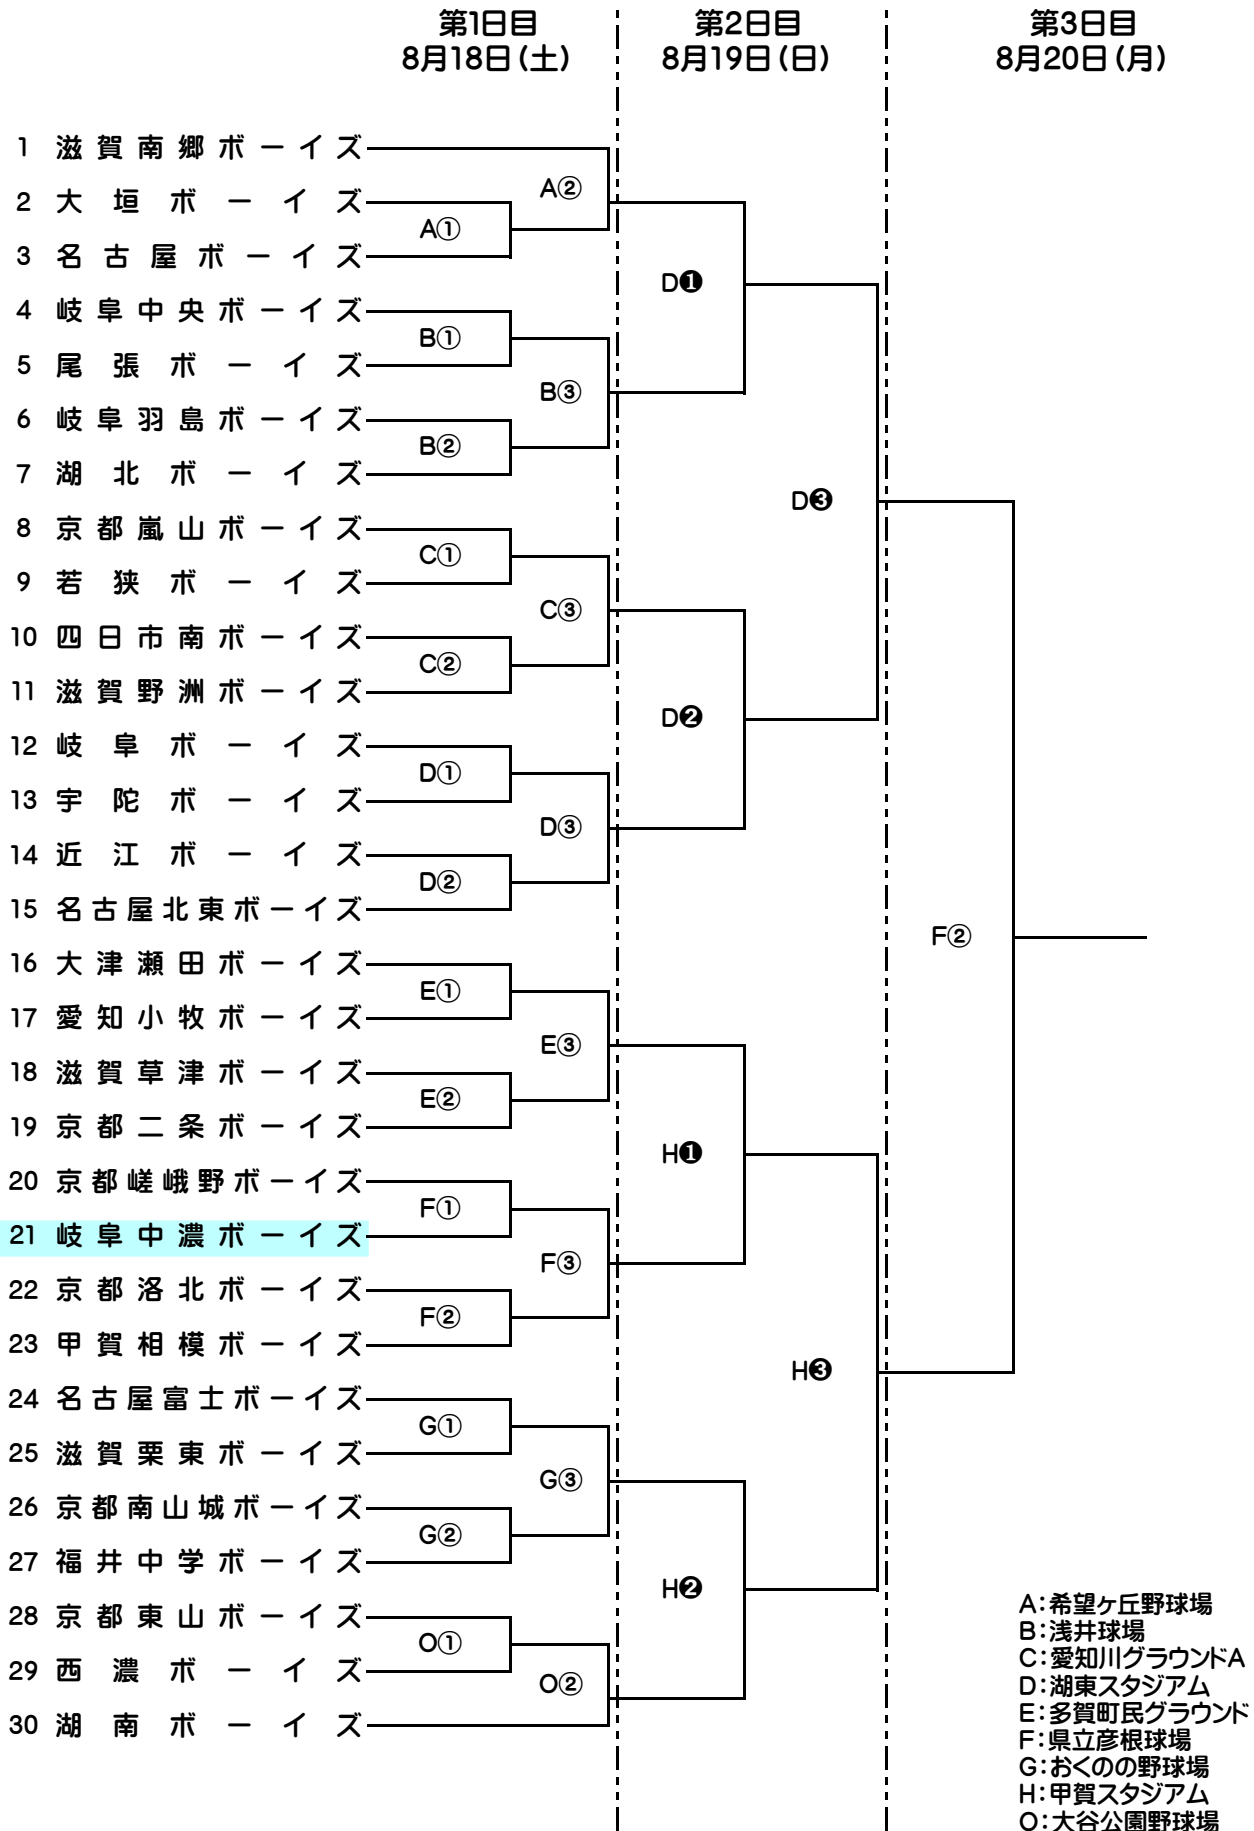 第1日目 第2日目 第3日目
8月18日(土) 8月19日(日) 8月20日(月)
1 滋賀南郷ボーイズ
A②
2 大垣ボーイズ
A①
3 名古屋ボーイズ
D❶
4 岐阜中央ボーイズ
B①
5 尾張ボーイズ
B③
6 岐阜羽島ボーイズ
B②
7 湖北ボーイズ
D❸
8 京都嵐山ボーイズ
C①
9 若狭ボーイズ
C③
10 四日市南ボーイズ
C②
11 滋賀野洲ボーイズ
D❷
12 岐阜ボーイズ
D①
13 宇陀ボーイズ
D③
14 近江ボーイズ
D②
15 名古屋北東ボーイズ
F②
16 大津瀬田ボーイズ
E①
17 愛知小牧ボーイズ
E③
18 滋賀草津ボーイズ
E②
19 京都二条ボーイズ
H❶
20 京都嵯峨野ボーイズ
F①
21 岐阜中濃ボーイズ
F③
22 京都洛北ボーイズ
F②
23 甲賀相模ボーイズ
H❸
24 名古屋富士ボーイズ
G①
25 滋賀栗東ボーイズ
G③
26 京都南山城ボーイズ
G②
27 福井中学ボーイズ
H❷
28 京都東山ボーイズ
O①
29 西濃ボーイズ
O②
30 湖南ボーイズ
A:希望ヶ丘野球場
B:浅井球場
C:愛知川グラウンドA
D:湖東スタジアム
E:多賀町民グラウンド
F:県立彦根球場
G:おくのの野球場
H:甲賀スタジアム
O:大谷公園野球場